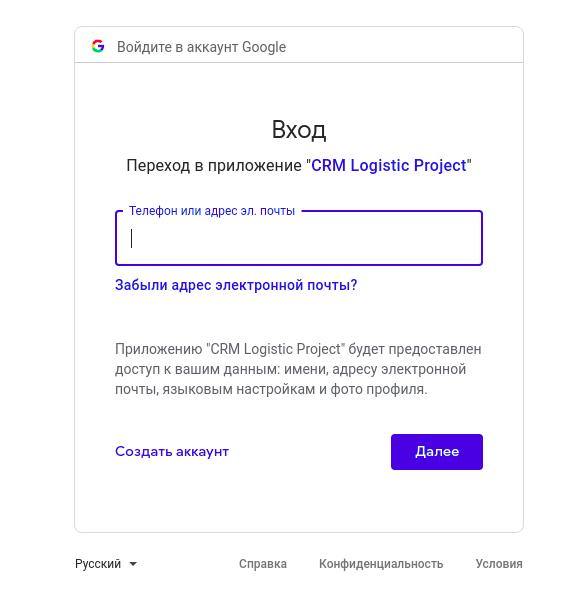 Войдите в аккаунт Google
Вход
Переход в приложение "CRM Logistic Project"
Телефон или адрес эл. почты
Забыли адрес электронной почты?
Приложению "CRM Logistic Project" будет предоставлен
доступ к вашим данным: имени, адресу электронной
почты, языковым настройкам и фото профиля.
Создать аккаунт
Далее
Русский
Справка
Конфиденциальность
Условия